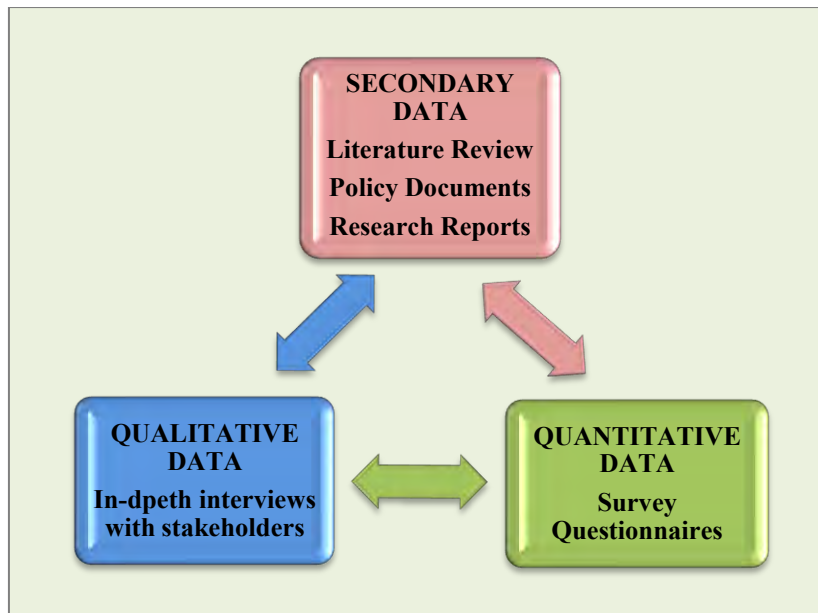 SECONDARY
DATA
Literature Review
Policy Documents
Research Reports
QUALITATIVE
DATA
In-dpeth interviews
with stakeholders
QUANTITATIVE
DATA
Survey
Questionnaires